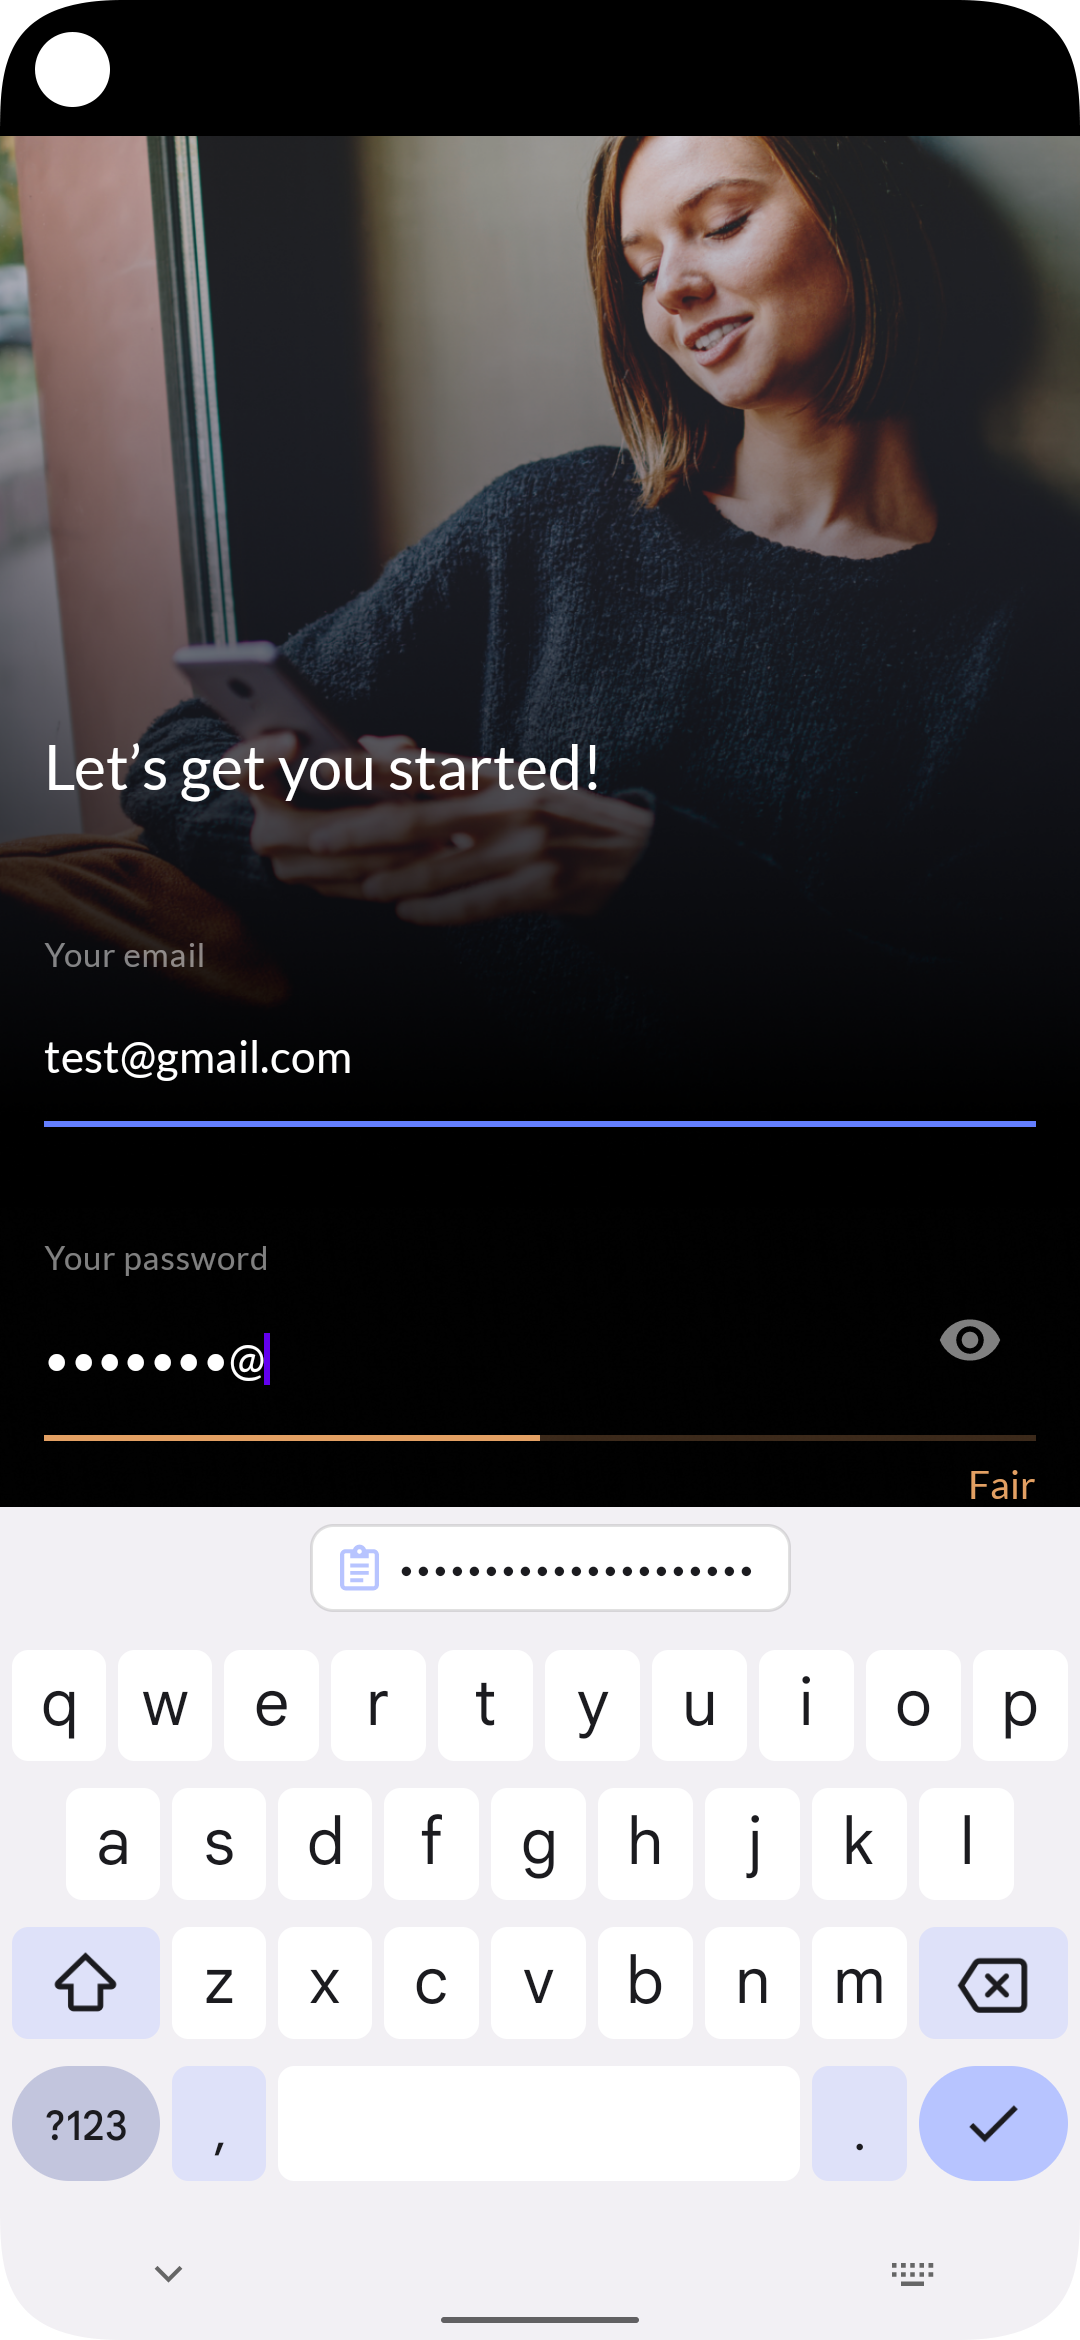 Let’s get you started!
Your email
test@gmail.com
Your password
•••••••@
Fair
•••••••••••••••••••••
q w e r t y u i o p
a s d f g h j k l
z x c v b n m
?123 , .